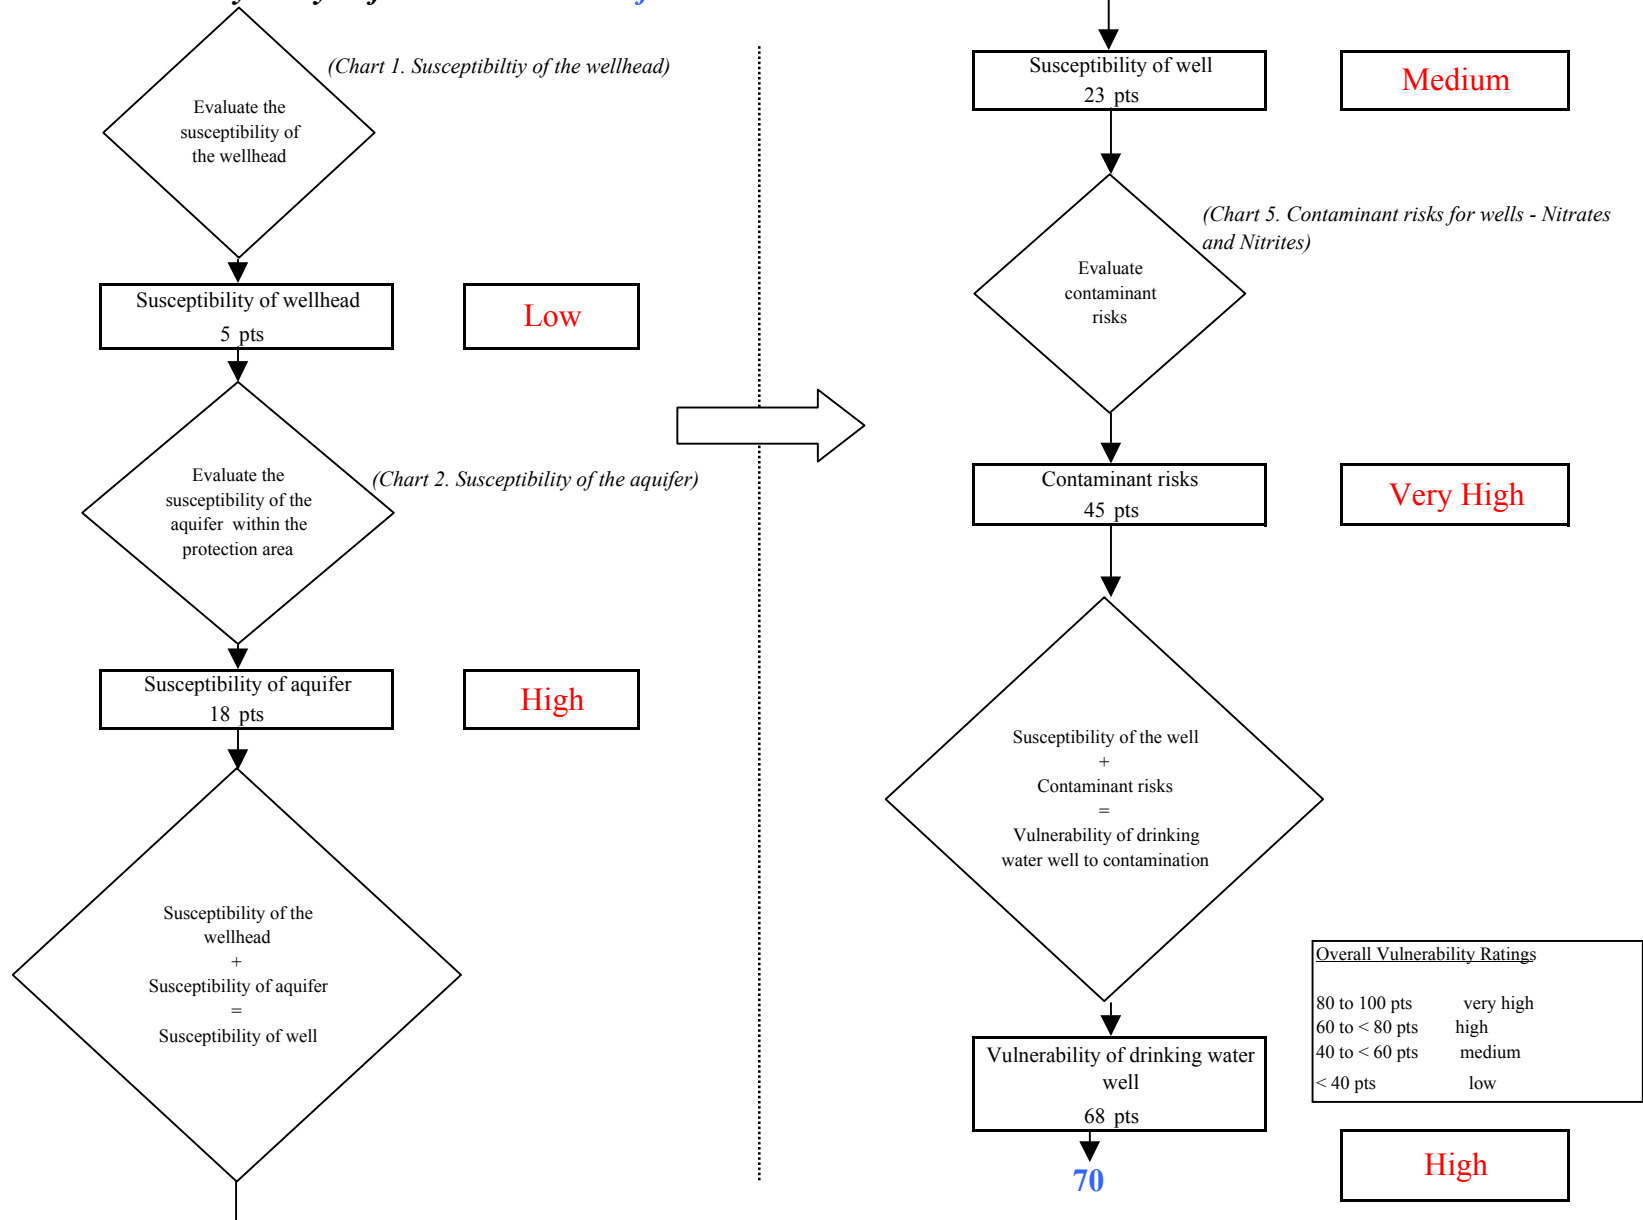 (Chart 1. Susceptibiltiy of the wellhead)
Evaluate the
susceptibility of
the wellhead
Susceptibility of wellhead
5 pts
Low
Evaluate the
susceptibility of the
aquifer within the
protection area
(Chart 2. Susceptibility of the aquifer)
Susceptibility of aquifer
18 pts
High
Susceptibility of the
wellhead
+
Susceptibility of aquifer
=
Susceptibility of well
Susceptibility of well
23 pts
Medium
(Chart 5. Contaminant risks for wells - Nitrates
and Nitrites)
Evaluate
contaminant
risks
Contaminant risks
45 pts
Very High
Susceptibility of the well
+
Contaminant risks
=
Vulnerability of drinking
water well to contamination
Overall Vulnerability Ratings
80 to 100 pts very high
60 to < 80 pts high
40 to < 60 pts medium
< 40 pts low
Vulnerability of drinking water
well
68 pts
70
High